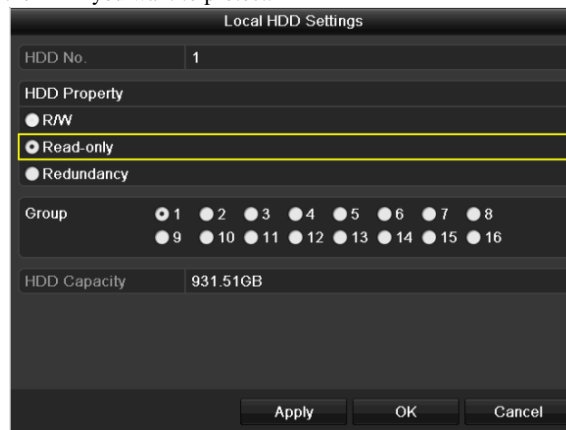 Local HDD Settings
HDD No. 1
HDD Property
R/W
Read-only
Redundancy
Group 1 2 3 4 5 6 7 8
9 10 11 12 13 14 15 16
HDD Capacity 931.51GB
Apply OK Cancel